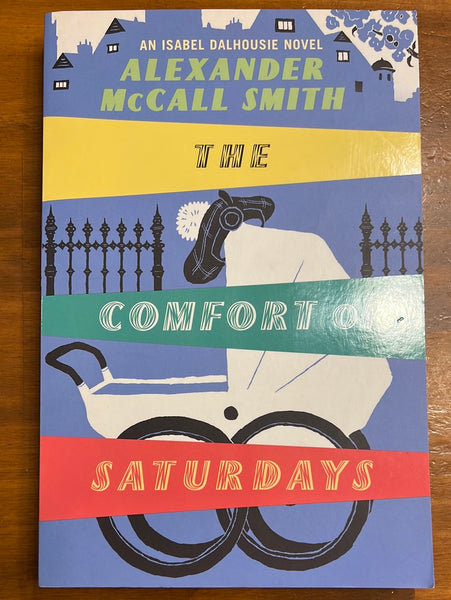 AN ISABEL DALHOUSIE NOVEL
ALEXANDER
McCALL SMITH
THE
COMFORT O
SATURDAYS